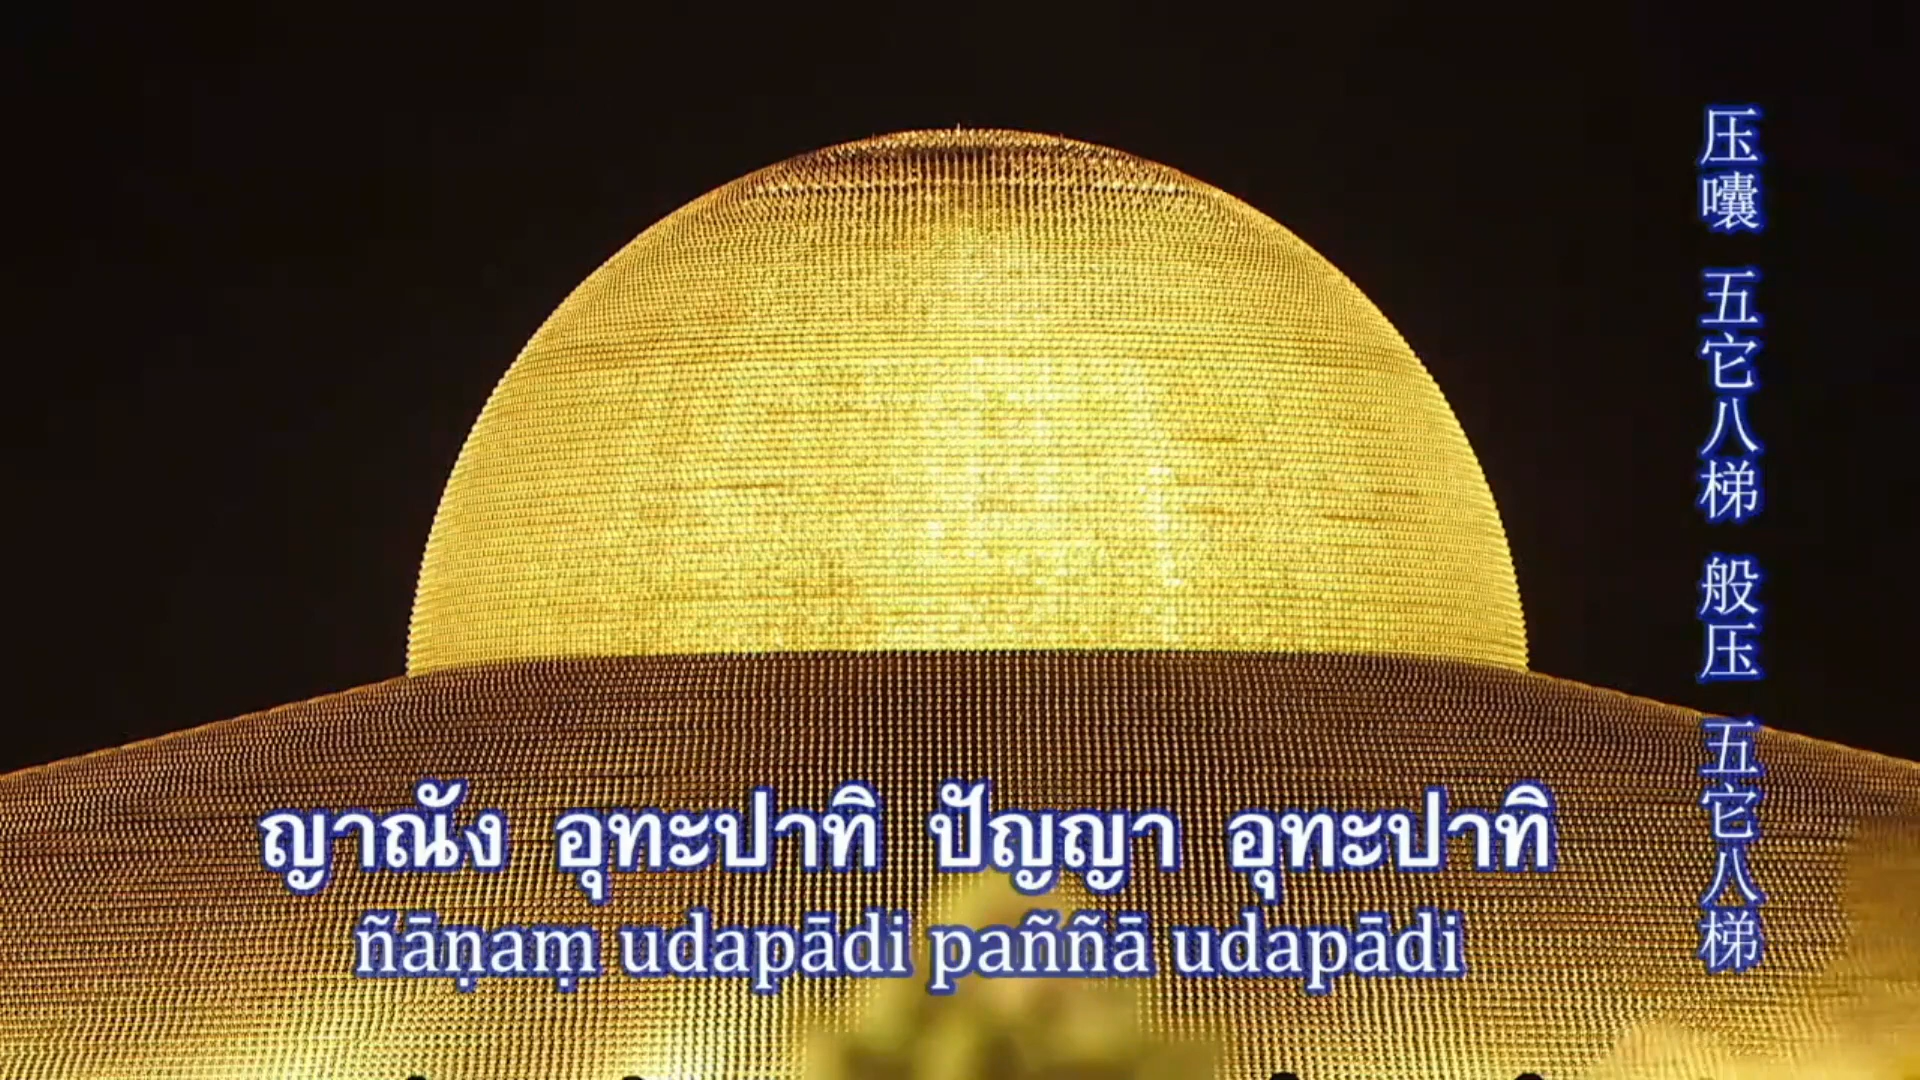 ญาณัง อุทะปาทิ ปัญญา อุทะปาทิ
ñāṇaṃ udapādi paññā udapādi
压囔 五它八梯 般压 五它八梯